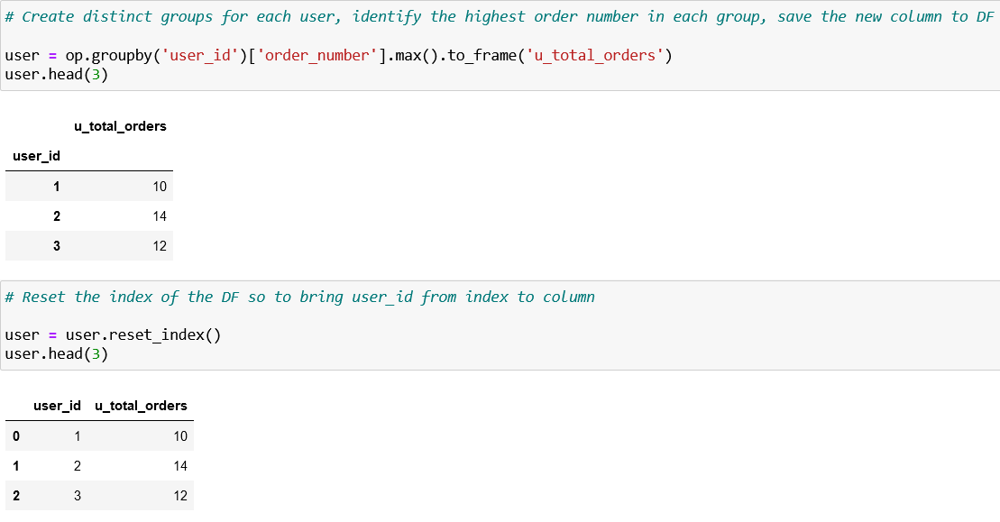 # Create distinct groups for each user, identify the highest order number in each group, save the new column to DF
user = op.groupby('user_id')['order_number'].max().to_frame('u_total_orders')
user.head(3)
u_total_orders
user_id
1 10
2 14
3 12
# Reset the index of the DF so to bring user_id from index to column
user = user.reset_index()
user.head(3)
user_id u_total_orders
0 1 10
1 2 14
2 3 12